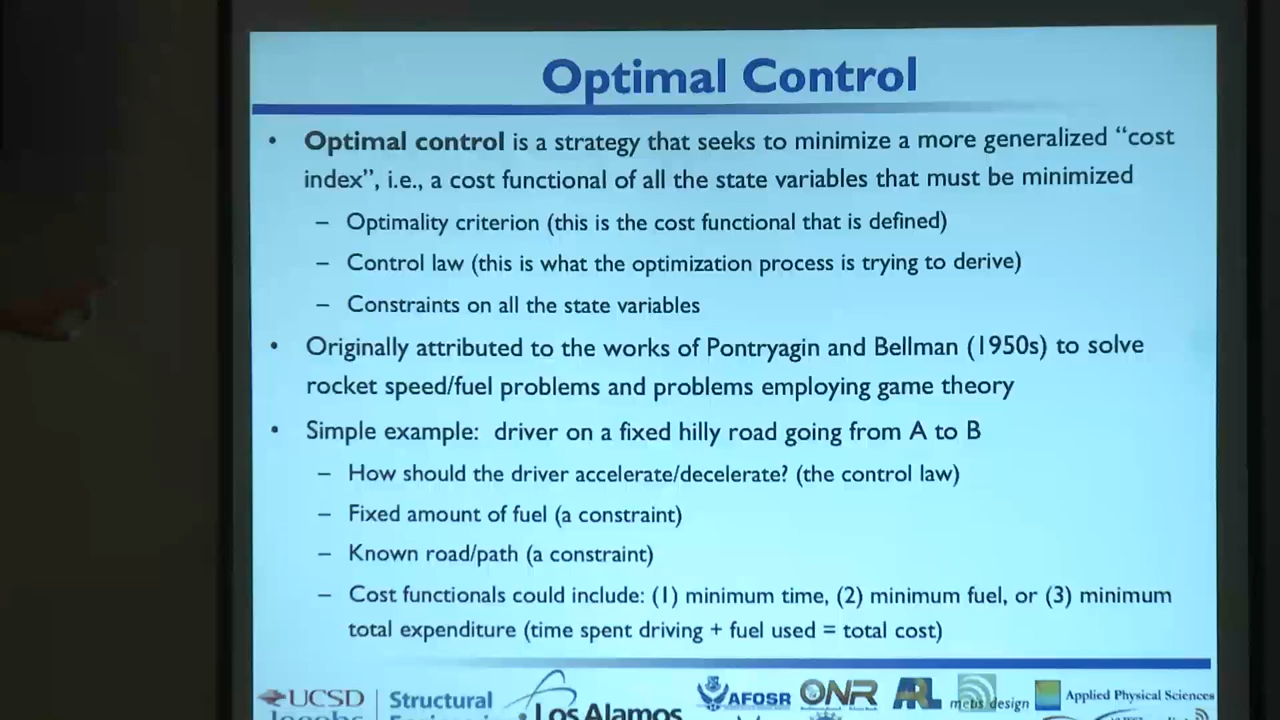 Optimal Control
• Optimal control is a strategy that seeks to minimize a more generalized “cost
index”, i.e., a cost functional of all the state variables that must be minimized
– Optimality criterion (this is the cost functional that is defined)
– Control law (this is what the optimization process is trying to derive)
– Constraints on all the state variables
• Originally attributed to the works of Pontryagin and Bellman (1950s) to solve
rocket speed/fuel problems and problems employing game theory
• Simple example: driver on a fixed hilly road going from A to B
– How should the driver accelerate/decelerate? (the control law)
– Fixed amount of fuel (a constraint)
– Known road/path (a constraint)
– Cost functionals could include: (1) minimum time, (2) minimum fuel, or (3) minimum
total expenditure (time spent driving + fuel used = total cost)
UCSD Structural Los Alamos AFOSR ONR ARL metis design Applied Physical Sciences